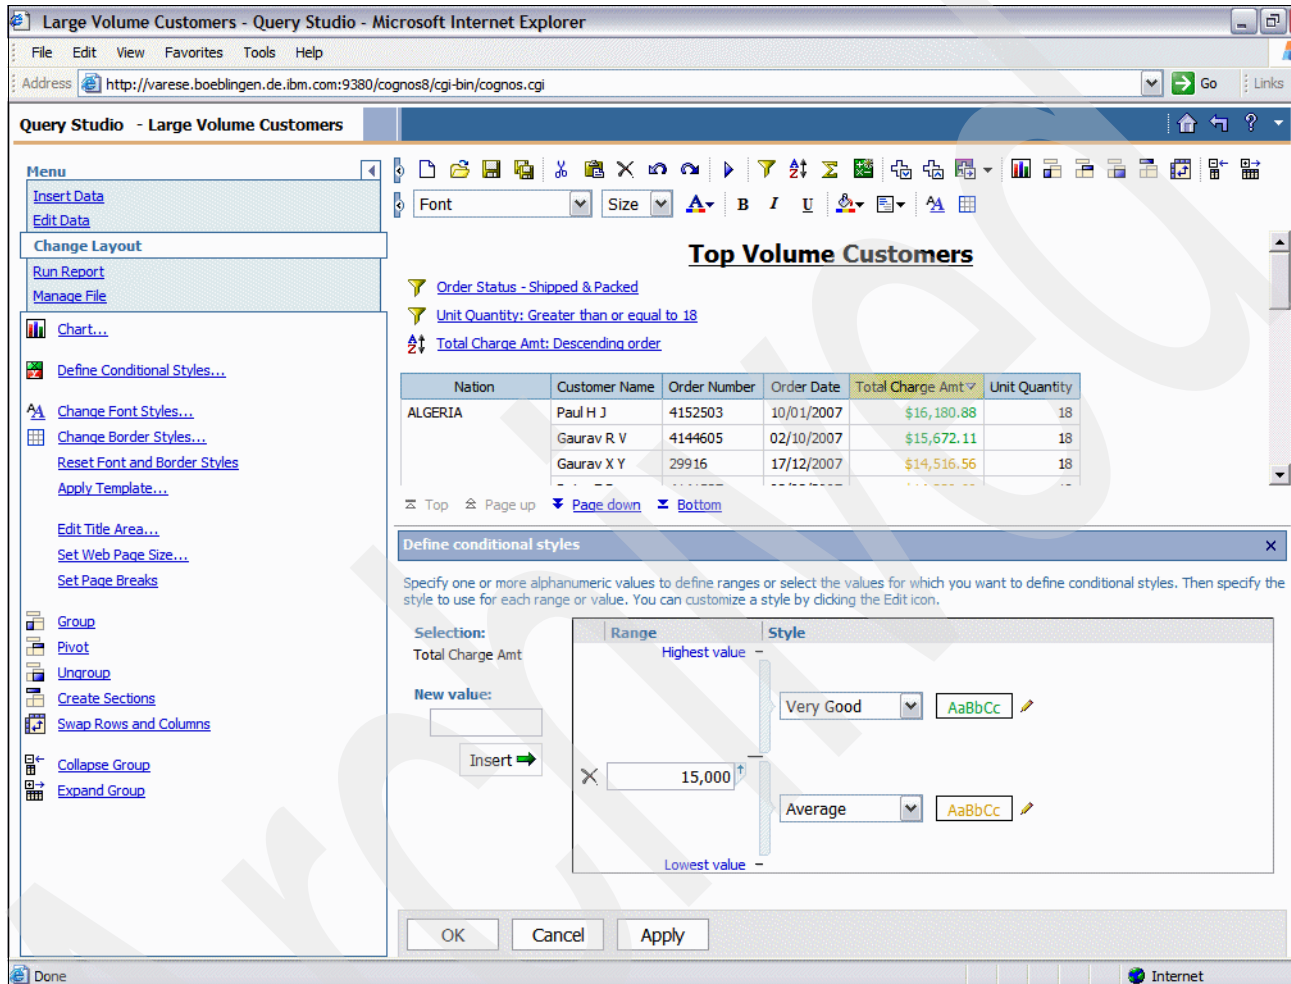 Large Volume Customers - Query Studio - Microsoft Internet Explorer
File Edit View Favorites Tools Help
Address http://varese.boeblingen.de.ibm.com:9380/cognos8/cgi-bin/cognos.cgi Go Links
Query Studio - Large Volume Customers
Menu
Insert Data
Edit Data
Change Layout
Run Report
Manage File
Chart...
Define Conditional Styles...
Change Font Styles...
Change Border Styles...
Reset Font and Border Styles
Apply Template...
Edit Title Area...
Set Web Page Size...
Set Page Breaks
Group
Pivot
Ungroup
Create Sections
Swap Rows and Columns
Collapse Group
Expand Group
Font Size A B I U
Top Volume Customers
Order Status - Shipped & Packed
Unit Quantity: Greater than or equal to 18
Total Charge Amt: Descending order
Nation Customer Name Order Number Order Date Total Charge Amt Unit Quantity
ALGERIA Paul H J 4152503 10/01/2007 $16,180.88 18
Gaurav R V 4144605 02/10/2007 $15,672.11 18
Gaurav X Y 29916 17/12/2007 $14,516.56 18
Top Page up Page down Bottom
Define conditional styles
Specify one or more alphanumeric values to define ranges or select the values for which you want to define conditional styles. Then specify the
style to use for each range or value. You can customize a style by clicking the Edit icon.
Selection:
Total Charge Amt
New value:
Insert
Range Style
Highest value
Very Good AaBbCc
15,000
Average AaBbCc
Lowest value
OK Cancel Apply
Done Internet
Archived